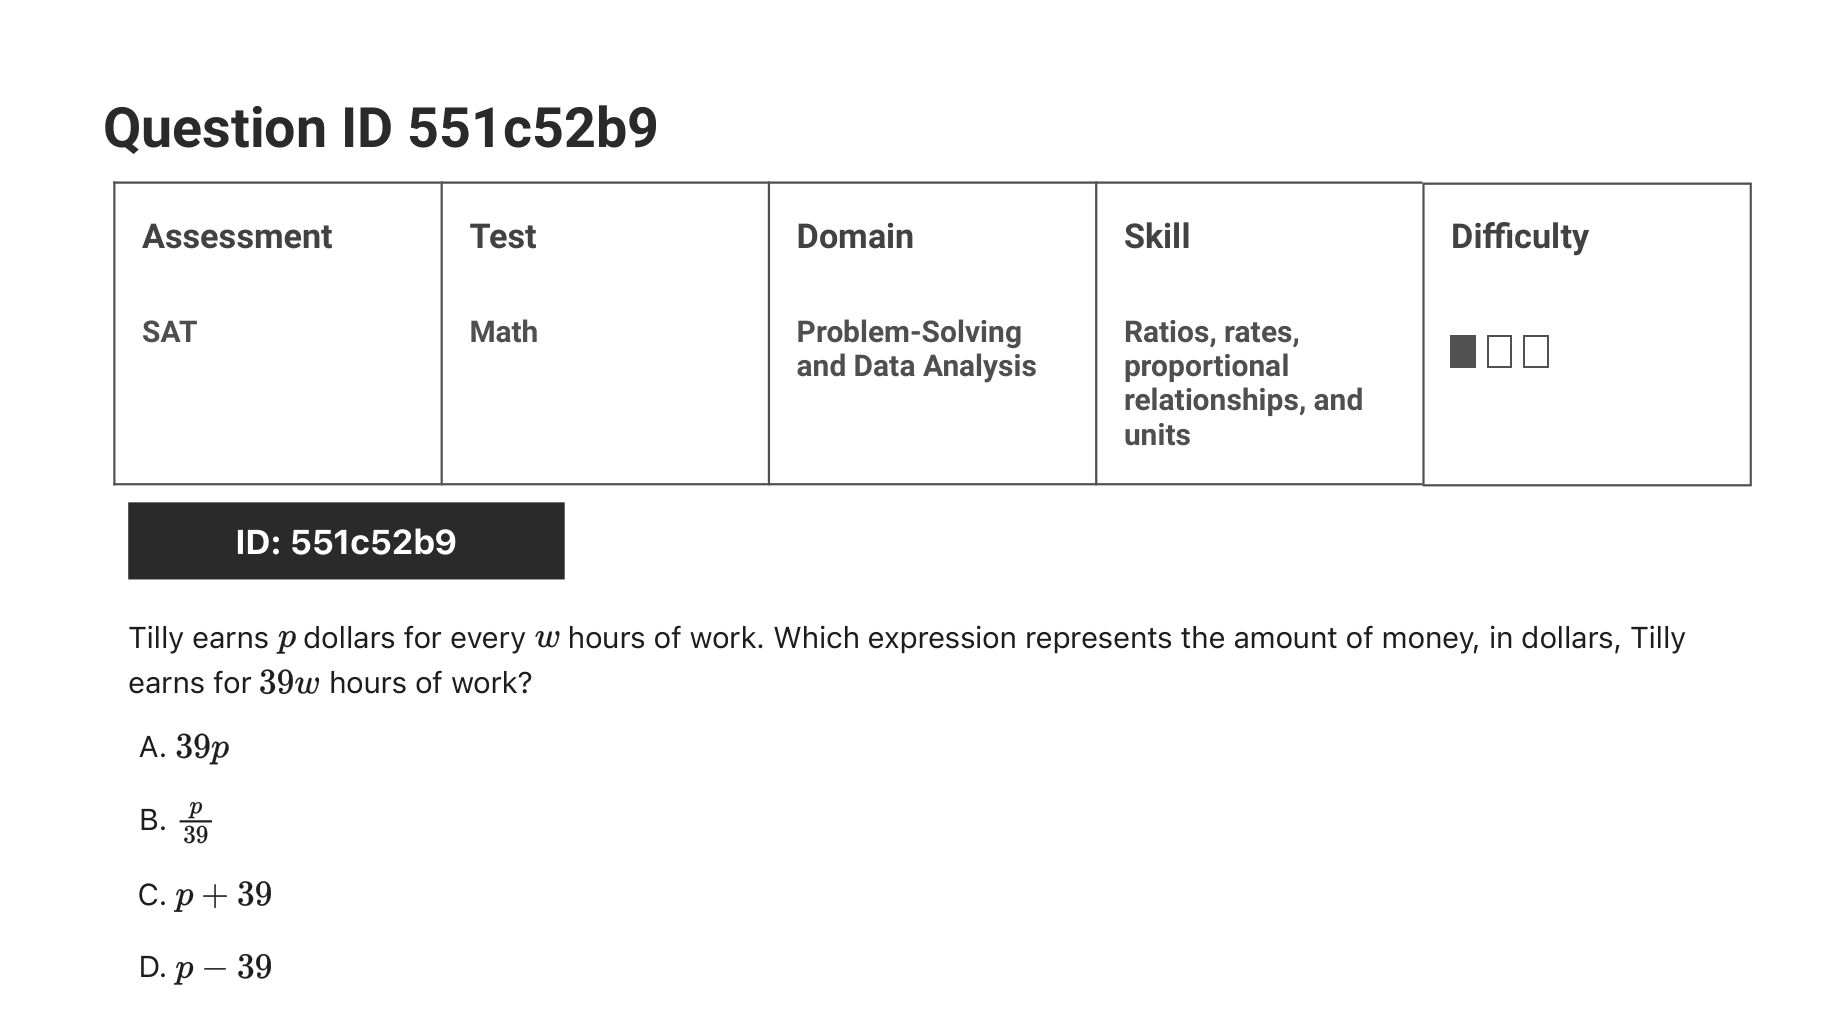 Question ID 551c52b9
Assessment
Test
Domain
Skill
Difficulty
SAT
Math
Problem-Solving
and Data Analysis
Ratios, rates,
proportional
relationships, and
units
ID: 551c52b9
Tilly earns p dollars for every w hours of work. Which expression represents the amount of money, in dollars, Tilly
earns for 39w hours of work?
A. 39p
B. p/39
C. p + 39
D. p − 39